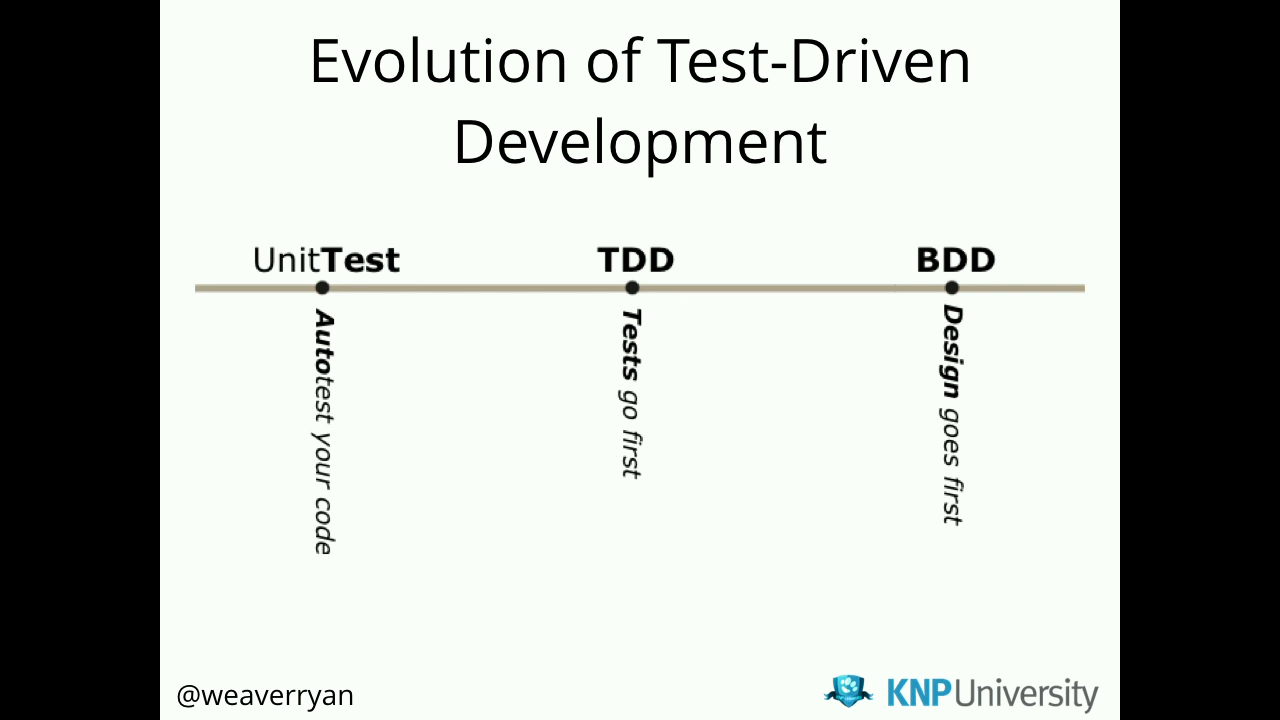 Evolution of Test-Driven
Development
UnitTest
TDD
BDD
Autotest your code
Tests go first
Design goes first
@weaverryan
KNPUniversity